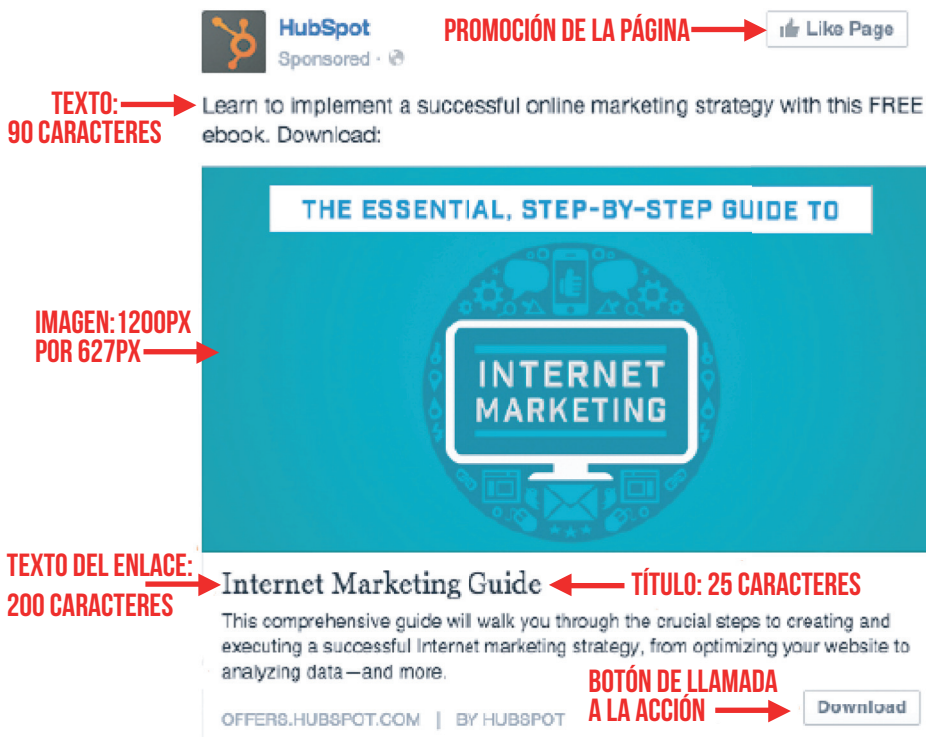 HubSpot
Sponsored ·
PROMOCIÓN DE LA PÁGINA
Like Page
TEXTO:
90 CARACTERES
Learn to implement a successful online marketing strategy with this FREE
ebook. Download:
THE ESSENTIAL, STEP-BY-STEP GUIDE TO
IMAGEN: 1200PX
POR 627PX
INTERNET
MARKETING
TEXTO DEL ENLACE:
200 CARACTERES
Internet Marketing Guide
TÍTULO: 25 CARACTERES
This comprehensive guide will walk you through the crucial steps to creating and
executing a successful Internet marketing strategy, from optimizing your website to
analyzing data—and more.
BOTÓN DE LLAMADA
A LA ACCIÓN
Download
OFFERS.HUBSPOT.COM | BY HUBSPOT